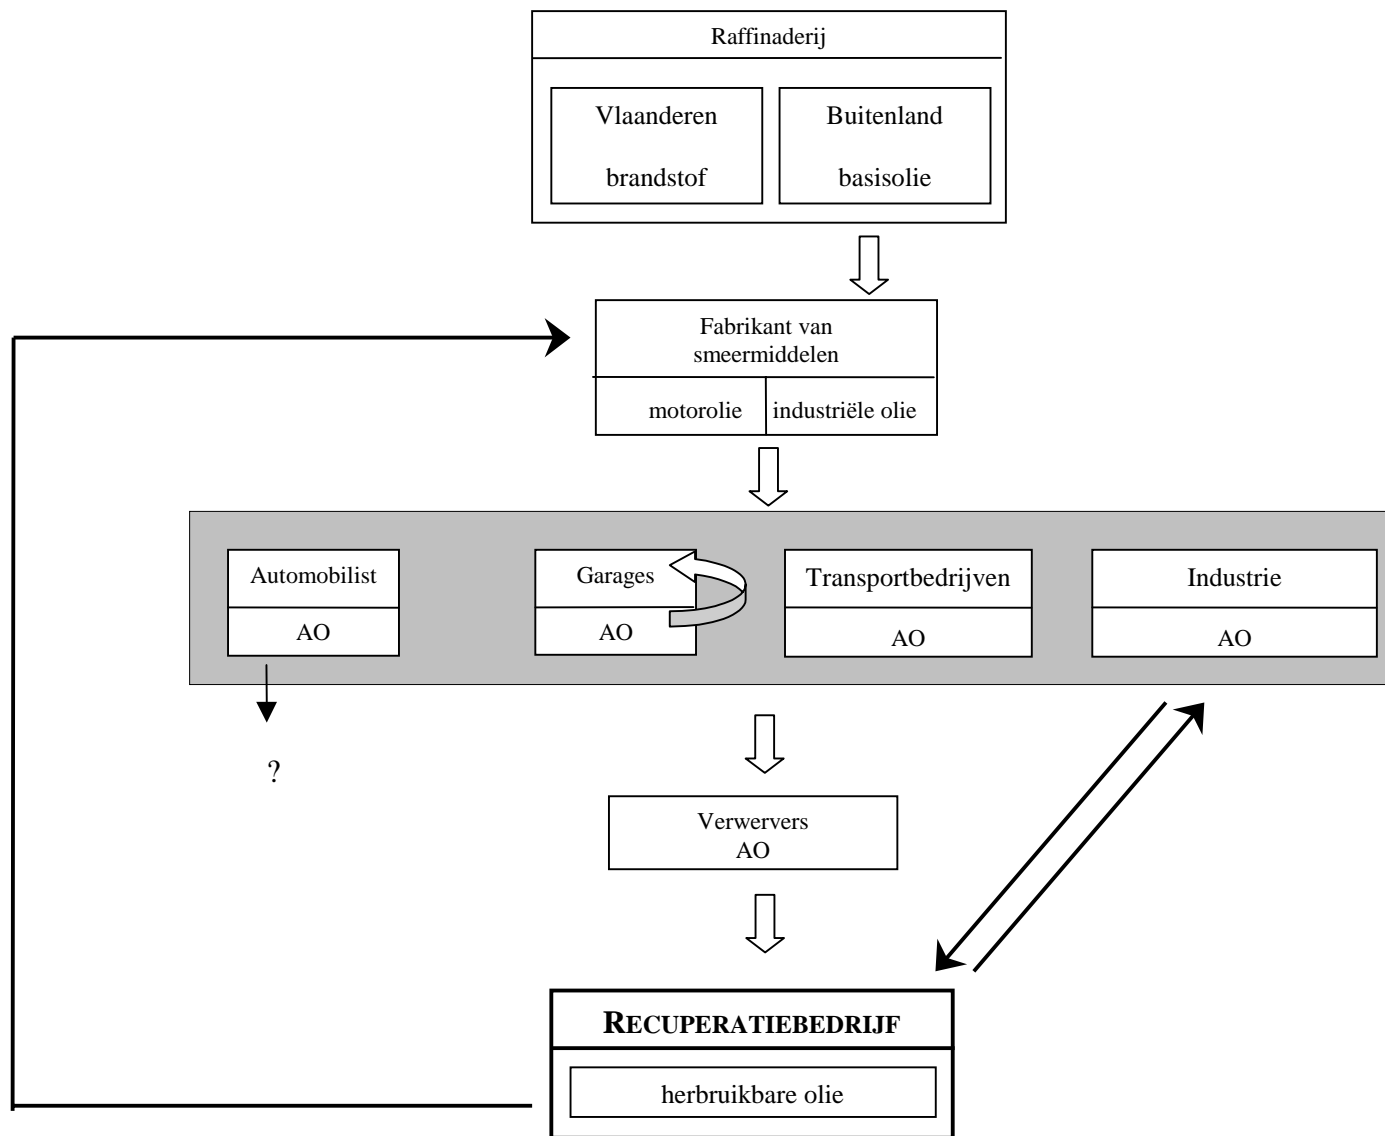 Raffinaderij
Vlaanderen
brandstof
Buitenland
basisolie
Fabrikant van
smeermiddelen
motorolie
industriële olie
Automobilist
AO
Garages
AO
Transportbedrijven
AO
Industrie
AO
?
Verwervers
AO
RECUPERATIEBEDRIJF
herbruikbare olie